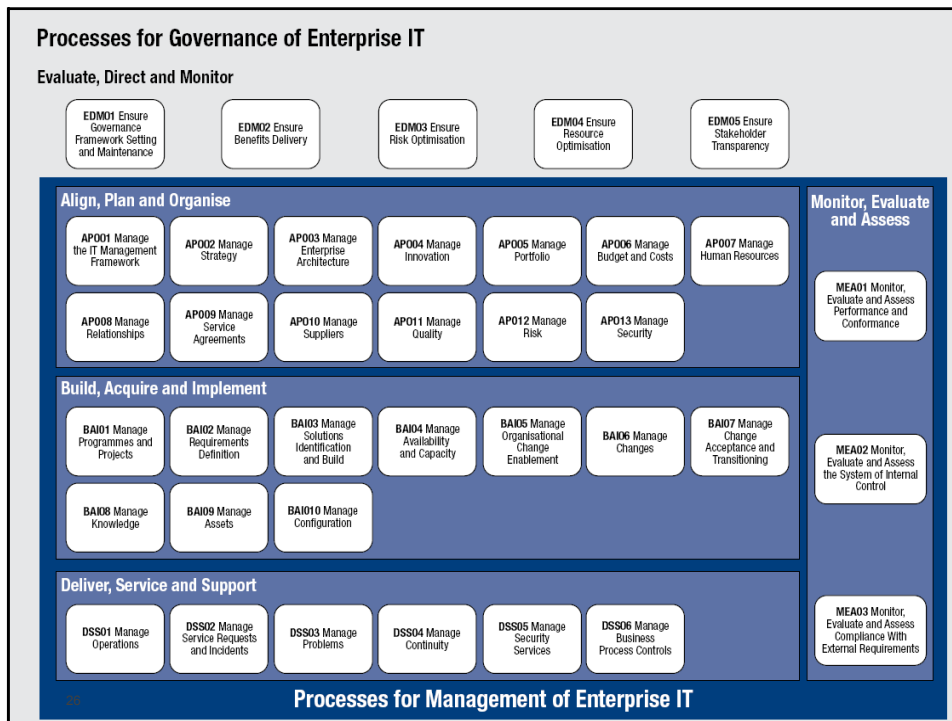 Processes for Governance of Enterprise IT
Evaluate, Direct and Monitor
EDM01 Ensure
Governance
Framework Setting
and Maintenance
EDM02 Ensure
Benefits Delivery
EDM03 Ensure
Risk Optimisation
EDM04 Ensure
Resource
Optimisation
EDM05 Ensure
Stakeholder
Transparency
Align, Plan and Organise
APO01 Manage
the IT Management
Framework
APO02 Manage
Strategy
APO03 Manage
Enterprise
Architecture
APO04 Manage
Innovation
APO05 Manage
Portfolio
APO06 Manage
Budget and Costs
APO07 Manage
Human Resources
APO08 Manage
Relationships
APO09 Manage
Service
Agreements
APO10 Manage
Suppliers
APO11 Manage
Quality
APO12 Manage
Risk
APO13 Manage
Security
Build, Acquire and Implement
BAI01 Manage
Programmes and
Projects
BAI02 Manage
Requirements
Definition
BAI03 Manage
Solutions
Identification
and Build
BAI04 Manage
Availability
and Capacity
BAI05 Manage
Organisational
Change
Enablement
BAI06 Manage
Changes
BAI07 Manage
Change
Acceptance and
Transitioning
BAI08 Manage
Knowledge
BAI09 Manage
Assets
BAI010 Manage
Configuration
Deliver, Service and Support
DSS01 Manage
Operations
DSS02 Manage
Service Requests
and Incidents
DSS03 Manage
Problems
DSS04 Manage
Continuity
DSS05 Manage
Security
Services
DSS06 Manage
Business
Process Controls
Monitor, Evaluate
and Assess
MEA01 Monitor,
Evaluate and Assess
Performance and
Conformance
MEA02 Monitor,
Evaluate and Assess
the System of Internal
Control
MEA03 Monitor,
Evaluate and Assess
Compliance With
External Requirements
26
Processes for Management of Enterprise IT